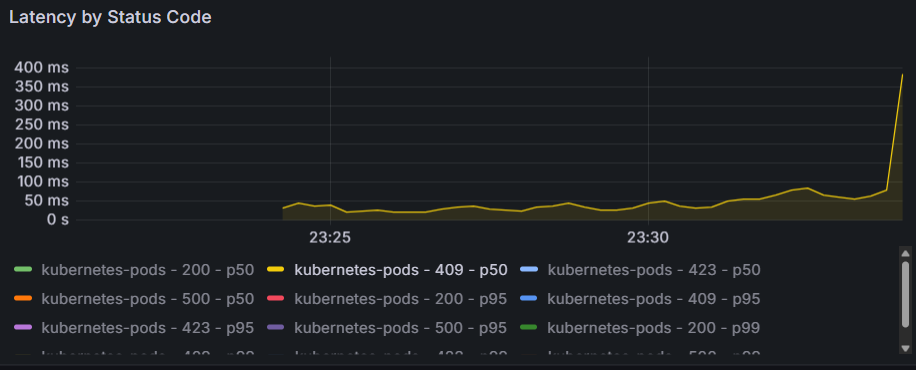 Latency by Status Code
400 ms
350 ms
300 ms
250 ms
200 ms
150 ms
100 ms
50 ms
0 s
23:25 23:30
kubernetes-pods - 200 - p50 kubernetes-pods - 409 - p50 kubernetes-pods - 423 - p50
kubernetes-pods - 500 - p50 kubernetes-pods - 200 - p95 kubernetes-pods - 409 - p95
kubernetes-pods - 423 - p95 kubernetes-pods - 500 - p95 kubernetes-pods - 200 - p99